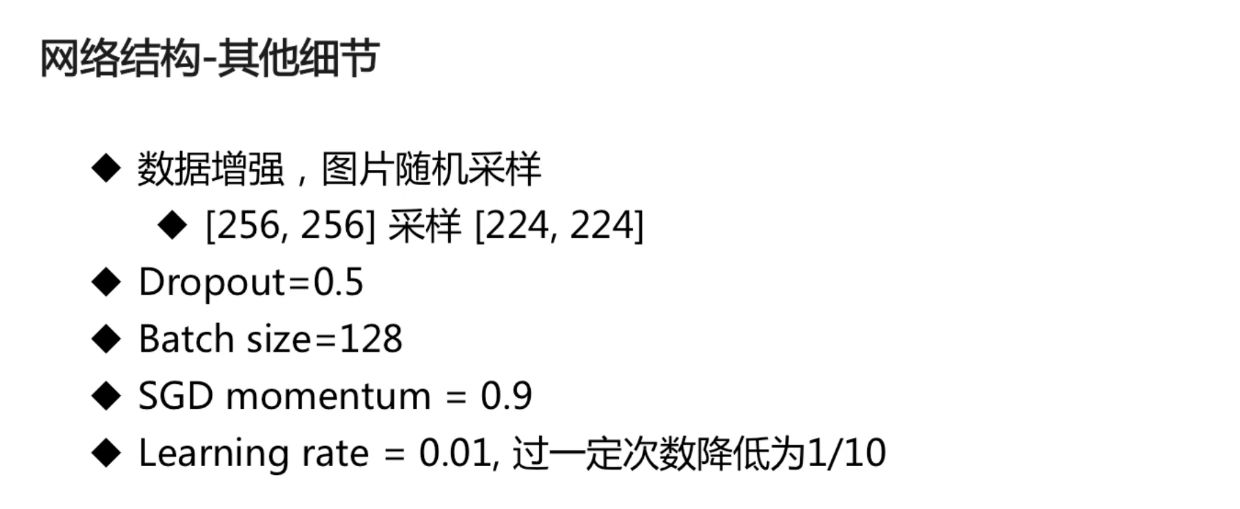 网络结构-其他细节
◆ 数据增强，图片随机采样
◆ [256, 256] 采样 [224, 224]
◆ Dropout=0.5
◆ Batch size=128
◆ SGD momentum = 0.9
◆ Learning rate = 0.01, 过一定次数降低为1/10